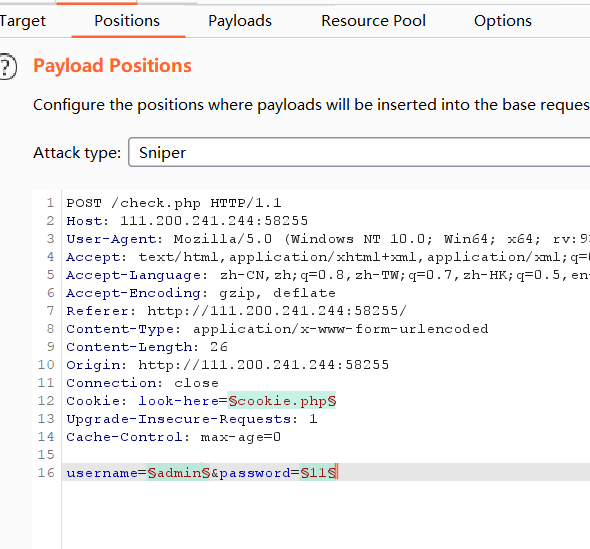 Target Positions Payloads Resource Pool Options
? Payload Positions
Configure the positions where payloads will be inserted into the base reques
Attack type: Sniper
1 POST /check.php HTTP/1.1
2 Host: 111.200.241.244:58255
3 User-Agent: Mozilla/5.0 (Windows NT 10.0; Win64; x64; rv:9
4 Accept: text/html,application/xhtml+xml,application/xml;q=
5 Accept-Language: zh-CN,zh;q=0.8,zh-TW;q=0.7,zh-HK;q=0.5,en
6 Accept-Encoding: gzip, deflate
7 Referer: http://111.200.241.244:58255/
8 Content-Type: application/x-www-form-urlencoded
9 Content-Length: 26
10 Origin: http://111.200.241.244:58255
11 Connection: close
12 Cookie: look-here=§cookie.php§
13 Upgrade-Insecure-Requests: 1
14 Cache-Control: max-age=0
15
16 username=§admin§&password=§11§